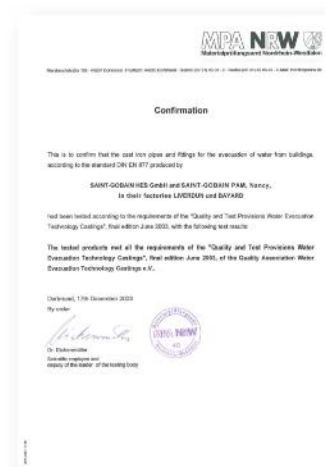 MPA NRW
Materialprüfungsamt Nordrhein-Westfalen
Confirmation
This is to confirm that the cast iron pipes and fittings for the evacuation of water from buildings,
according to the standard DIN EN 877 produced by
SAINT-GOBAIN HES GmbH and SAINT-GOBAIN PAM, Nancy,
in their factories LIVERDUN und BAYARD
had been tested according to the requirements of the "Quality and Test Provisions Water Evacuation
Technology Castings", final edition June 2003, with the following test results:
The tested products met all the requirements of the "Quality and Test Provisions Water
Evacuation Technology Castings", final edition June 2003, of the Quality Association Water
Evacuation Technology Castings e.V..
Dortmund, 17th December 2003
By order
MPA NRW
Scientific employee and
deputy of the leader of the testing body